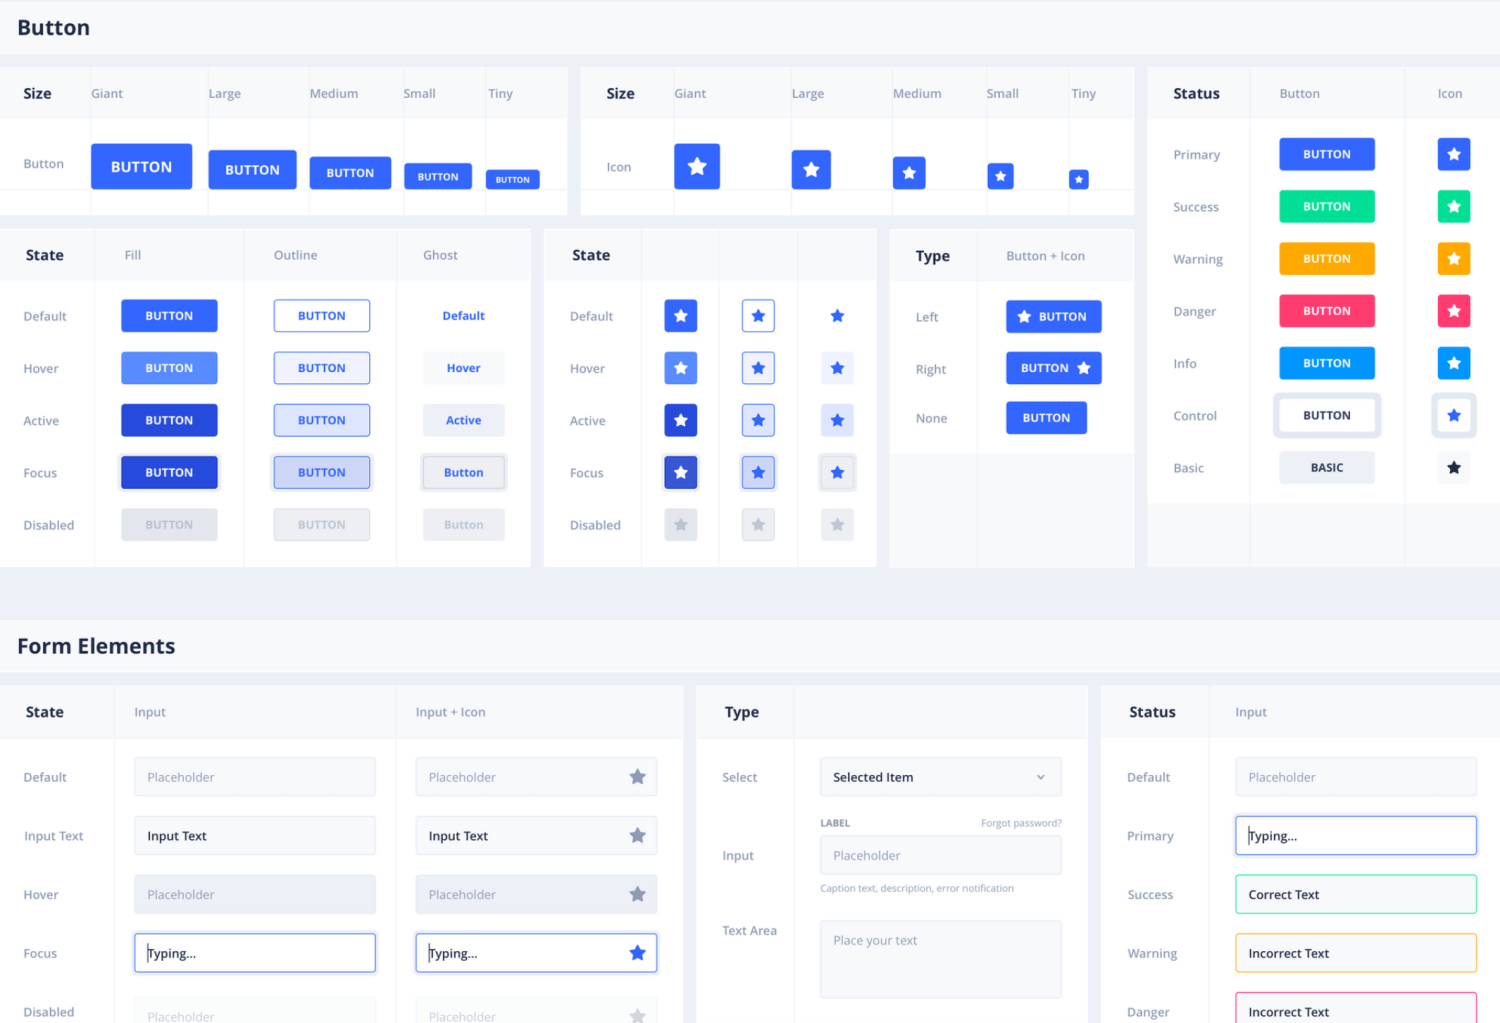 Button
Size Giant Large Medium Small Tiny
Button BUTTON BUTTON BUTTON BUTTON BUTTON
Size Giant Large Medium Small Tiny
Icon
State Fill Outline Ghost
Default BUTTON BUTTON Default
Hover BUTTON BUTTON Hover
Active BUTTON BUTTON Active
Focus BUTTON BUTTON Button
Disabled BUTTON BUTTON Button
State
Default
Hover
Active
Focus
Disabled
Type Button + Icon
Left BUTTON
Right BUTTON
None BUTTON
Status Button Icon
Primary BUTTON
Success BUTTON
Warning BUTTON
Danger BUTTON
Info BUTTON
Control BUTTON
Basic BASIC
Form Elements
State Input Input + Icon
Default Placeholder Placeholder
Input Text Input Text Input Text
Hover Placeholder Placeholder
Focus Typing... Typing...
Disabled Placeholder Placeholder
Type
Select Selected Item
LABEL Forgot password?
Input Placeholder
Caption text, description, error notification
Text Area Place your text
Status Input
Default Placeholder
Primary Typing...
Success Correct Text
Warning Incorrect Text
Danger Incorrect Text